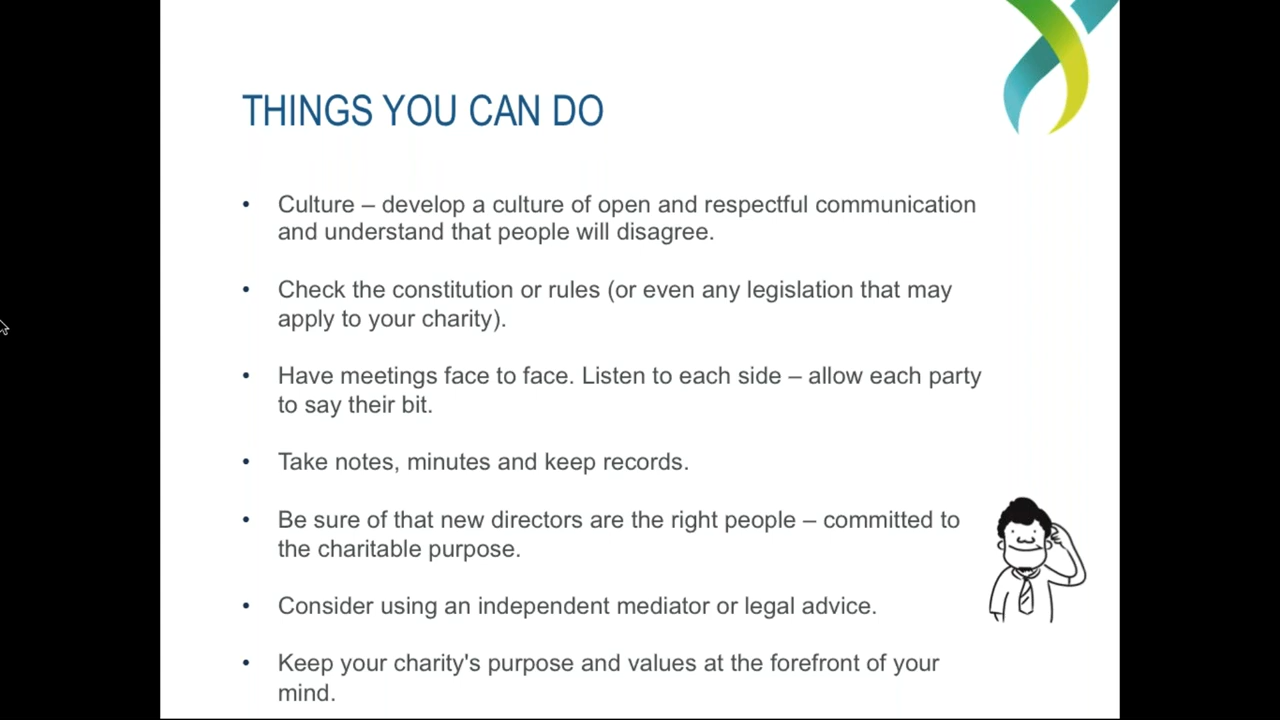 THINGS YOU CAN DO
• Culture – develop a culture of open and respectful communication
and understand that people will disagree.
• Check the constitution or rules (or even any legislation that may
apply to your charity).
• Have meetings face to face. Listen to each side – allow each party
to say their bit.
• Take notes, minutes and keep records.
• Be sure of that new directors are the right people – committed to
the charitable purpose.
• Consider using an independent mediator or legal advice.
• Keep your charity's purpose and values at the forefront of your
mind.